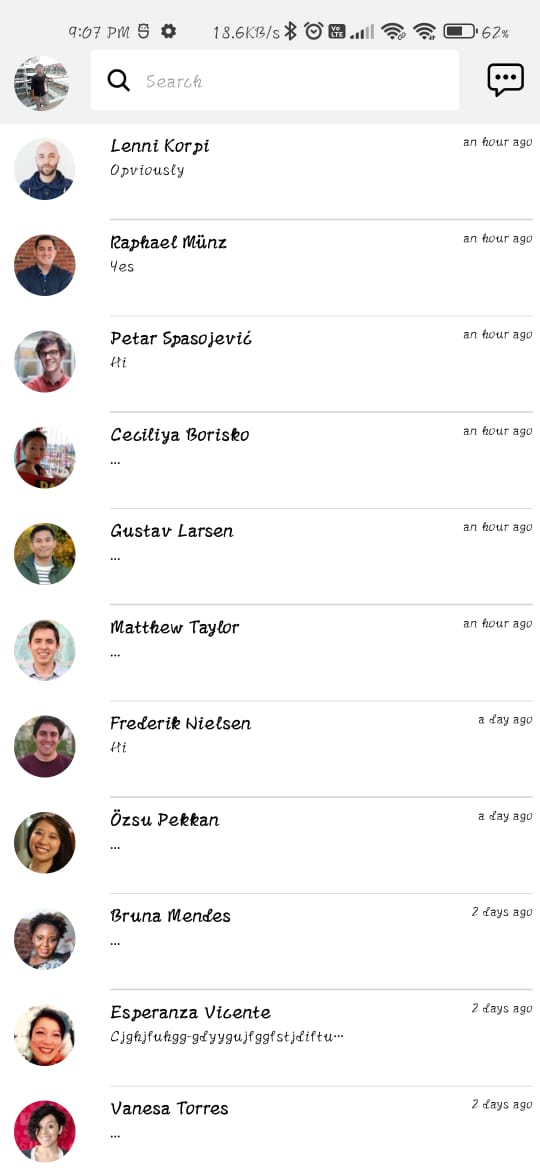 9:07 PM 18.6KB/s Vo LTE 62%
Search
Lenni Korpi an hour ago
Opviously
Raphael Münz an hour ago
Yes
Petar Spasojević an hour ago
Hi
Ceciliya Borisko an hour ago
...
Gustav Larsen an hour ago
...
Matthew Taylor an hour ago
...
Frederik Nielsen a day ago
Hi
Özsu Pekkan a day ago
...
Bruna Mendes 2 days ago
...
Esperanza Vicente 2 days ago
Cjghjfuhgg-gdyygujfggfstjdiftu...
Vanesa Torres 2 days ago
...